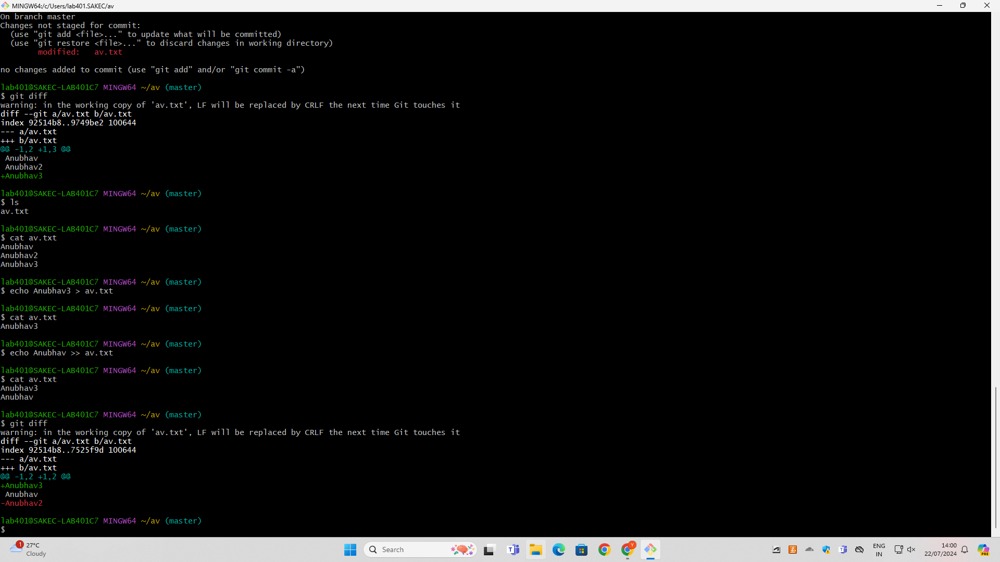 MINGW64:/c/Users/lab401.SAKEC/av
On branch master
Changes not staged for commit:
  (use "git add <file>..." to update what will be committed)
  (use "git restore <file>..." to discard changes in working directory)
        modified:   av.txt

no changes added to commit (use "git add" and/or "git commit -a")

lab401@SAKEC-LAB401C7 MINGW64 ~/av (master)
$ git diff
warning: in the working copy of 'av.txt', LF will be replaced by CRLF the next time Git touches it
diff --git a/av.txt b/av.txt
index 92514b8..9749be2 100644
--- a/av.txt
+++ b/av.txt
@@ -1,2 +1,3 @@
 Anubhav
 Anubhav2
+Anubhav3

lab401@SAKEC-LAB401C7 MINGW64 ~/av (master)
$ ls
av.txt

lab401@SAKEC-LAB401C7 MINGW64 ~/av (master)
$ cat av.txt
Anubhav
Anubhav2
Anubhav3

lab401@SAKEC-LAB401C7 MINGW64 ~/av (master)
$ echo Anubhav3 > av.txt

lab401@SAKEC-LAB401C7 MINGW64 ~/av (master)
$ cat av.txt
Anubhav3

lab401@SAKEC-LAB401C7 MINGW64 ~/av (master)
$ echo Anubhav >> av.txt

lab401@SAKEC-LAB401C7 MINGW64 ~/av (master)
$ cat av.txt
Anubhav3
Anubhav

lab401@SAKEC-LAB401C7 MINGW64 ~/av (master)
$ git diff
warning: in the working copy of 'av.txt', LF will be replaced by CRLF the next time Git touches it
diff --git a/av.txt b/av.txt
index 92514b8..7525f9d 100644
--- a/av.txt
+++ b/av.txt
@@ -1,2 +1,2 @@
+Anubhav3
 Anubhav
-Anubhav2

lab401@SAKEC-LAB401C7 MINGW64 ~/av (master)
$
1
27°C
Cloudy
Search
Y
ENG
IN
14:00
22/07/2024
PRE